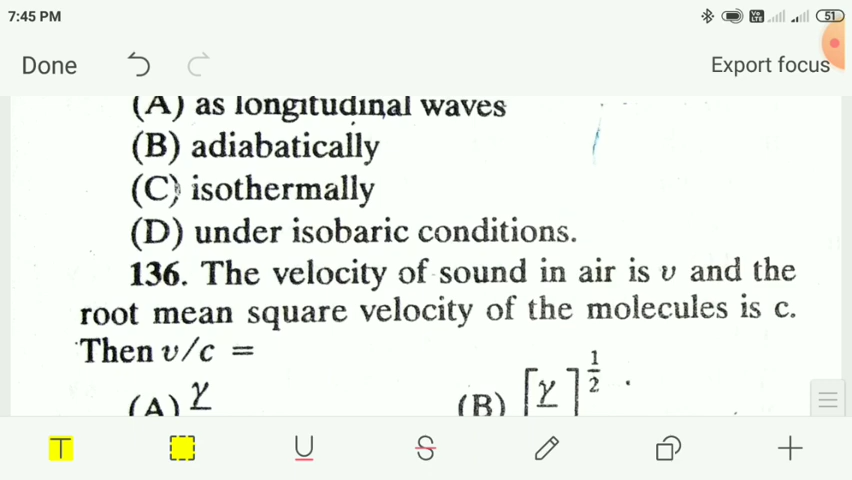 7:45 PM
51
Done
Export focus
(A) as longitudinal waves
(B) adiabatically
(C) isothermally
(D) under isobaric conditions.
136. The velocity of sound in air is υ and the
root mean square velocity of the molecules is c.
Then υ/c =
(A) γ
(B) [γ]^1/2
T
U
S